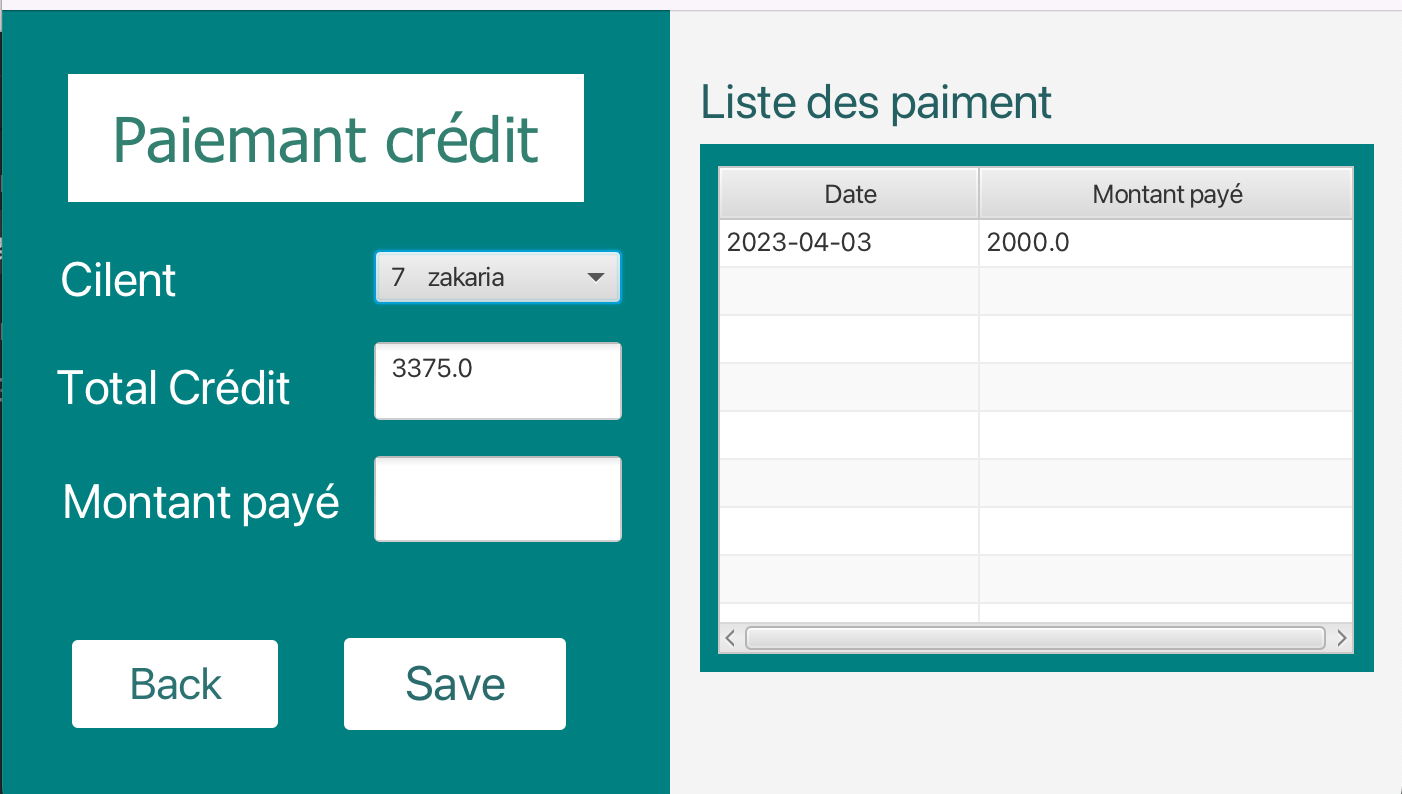 Paiemant crédit
Cilent
7 zakaria
Total Crédit
3375.0
Montant payé
Back
Save
Liste des paiment
Date Montant payé
2023-04-03 2000.0